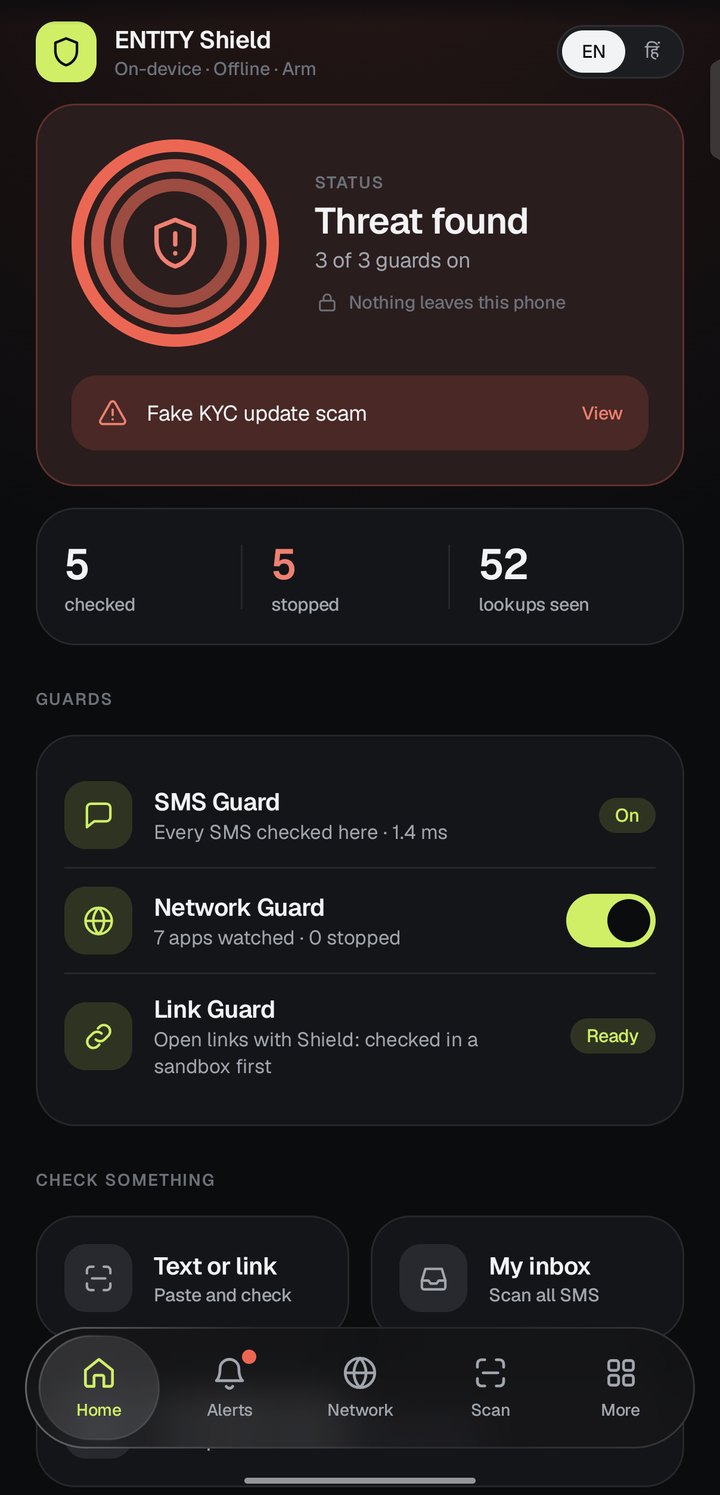 ENTITY Shield
On-device · Offline · Arm
EN
हिं
STATUS
Threat found
3 of 3 guards on
Nothing leaves this phone
Fake KYC update scam
View
5
checked
5
stopped
52
lookups seen
GUARDS
SMS Guard
Every SMS checked here · 1.4 ms
On
Network Guard
7 apps watched · 0 stopped
Link Guard
Open links with Shield: checked in a
sandbox first
Ready
CHECK SOMETHING
Text or link
Paste and check
My inbox
Scan all SMS
Home
Alerts
Network
Scan
More